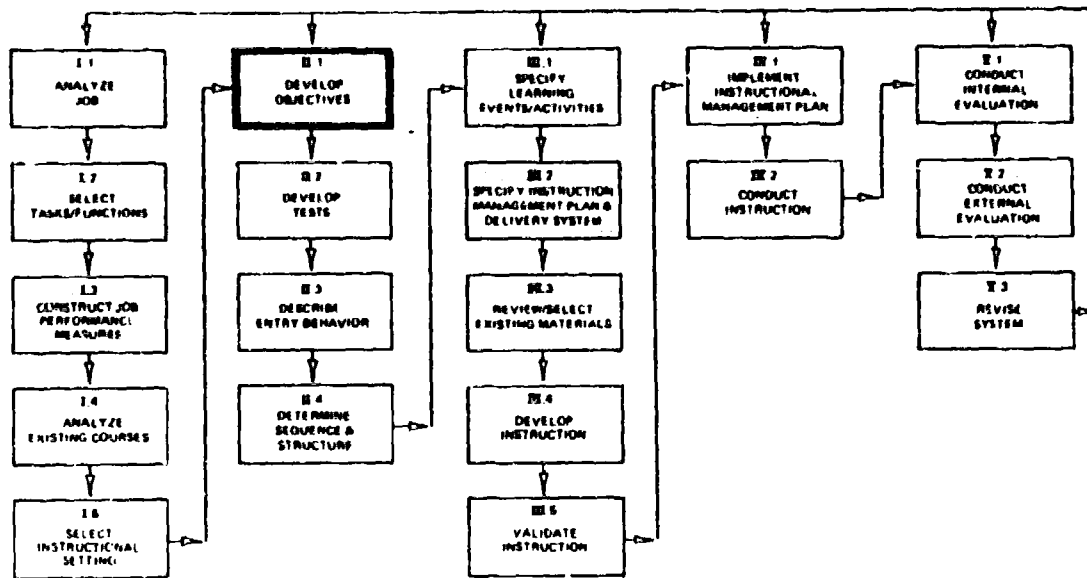 I.1
ANALYZE
JOB
I.2
SELECT
TASKS/FUNCTIONS
I.3
CONSTRUCT JOB
PERFORMANCE
MEASURES
I.4
ANALYZE
EXISTING COURSES
I.5
SELECT
INSTRUCTIONAL
SETTING
II.1
DEVELOP
OBJECTIVES
II.2
DEVELOP
TESTS
II.3
DESCRIBE
ENTRY BEHAVIOR
II.4
DETERMINE
SEQUENCE &
STRUCTURE
III.1
SPECIFY
LEARNING
EVENTS/ACTIVITIES
III.2
SPECIFY INSTRUCTION
MANAGEMENT PLAN &
DELIVERY SYSTEM
III.3
REVIEW/SELECT
EXISTING MATERIALS
III.4
DEVELOP
INSTRUCTION
III.5
VALIDATE
INSTRUCTION
IV.1
IMPLEMENT
INSTRUCTIONAL
MANAGEMENT PLAN
IV.2
CONDUCT
INSTRUCTION
V.1
CONDUCT
INTERNAL
EVALUATION
V.2
CONDUCT
EXTERNAL
EVALUATION
V.3
REVISE
SYSTEM